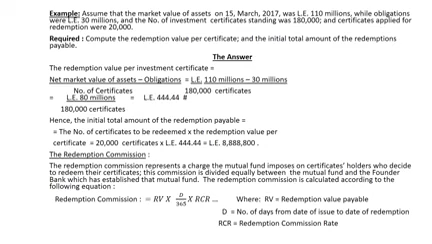 Example: Assume that the market value of assets on 15, March, 2017, was L.E. 110 millions, while obligations
were L.E. 30 millions, and the No. of investment certificates standing was 180,000; and certificates applied for
redemption were 20,000.
Required : Compute the redemption value per certificate; and the initial total amount of the redemptions
payable.
The Answer
The redemption value per investment certificate =
Net market value of assets – Obligations = L.E. 110 millions – 30 millions
No. of Certificates 180,000 certificates
= L.E. 80 millions = L.E. 444.44 #
180,000 certificates
Hence, the initial total amount of the redemption payable =
= The No. of certificates to be redeemed x the redemption value per
certificate = 20,000 certificates x L.E. 444.44 = L.E. 8,888,800 .
The Redemption Commission :
The redemption commission represents a charge the mutual fund imposes on certificates' holders who decide
to redeem their certificates; this commission is divided equally between the mutual fund and the Founder
Bank which has established that mutual fund. The redemption commission is calculated according to the
following equation :
Redemption Commission : = RV X D/365 X RCR ... Where: RV = Redemption value payable
D = No. of days from date of issue to date of redemption
RCR = Redemption Commission Rate